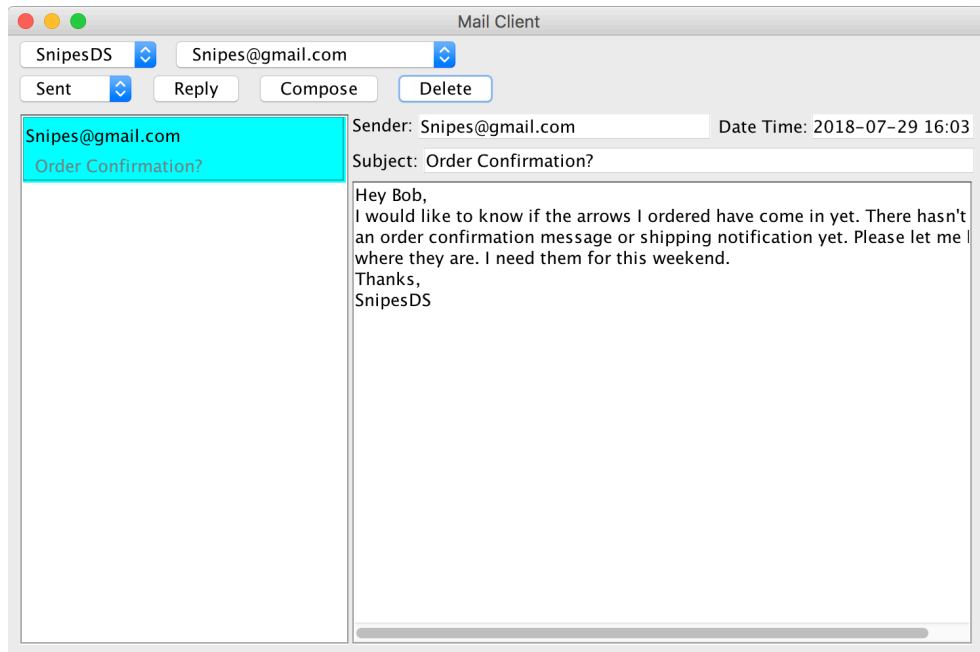 Mail Client
SnipesDS Snipes@gmail.com
Sent Reply Compose Delete
Snipes@gmail.com
Order Confirmation?
Sender: Snipes@gmail.com Date Time: 2018-07-29 16:03
Subject: Order Confirmation?
Hey Bob,
I would like to know if the arrows I ordered have come in yet. There hasn't
an order confirmation message or shipping notification yet. Please let me
where they are. I need them for this weekend.
Thanks,
SnipesDS